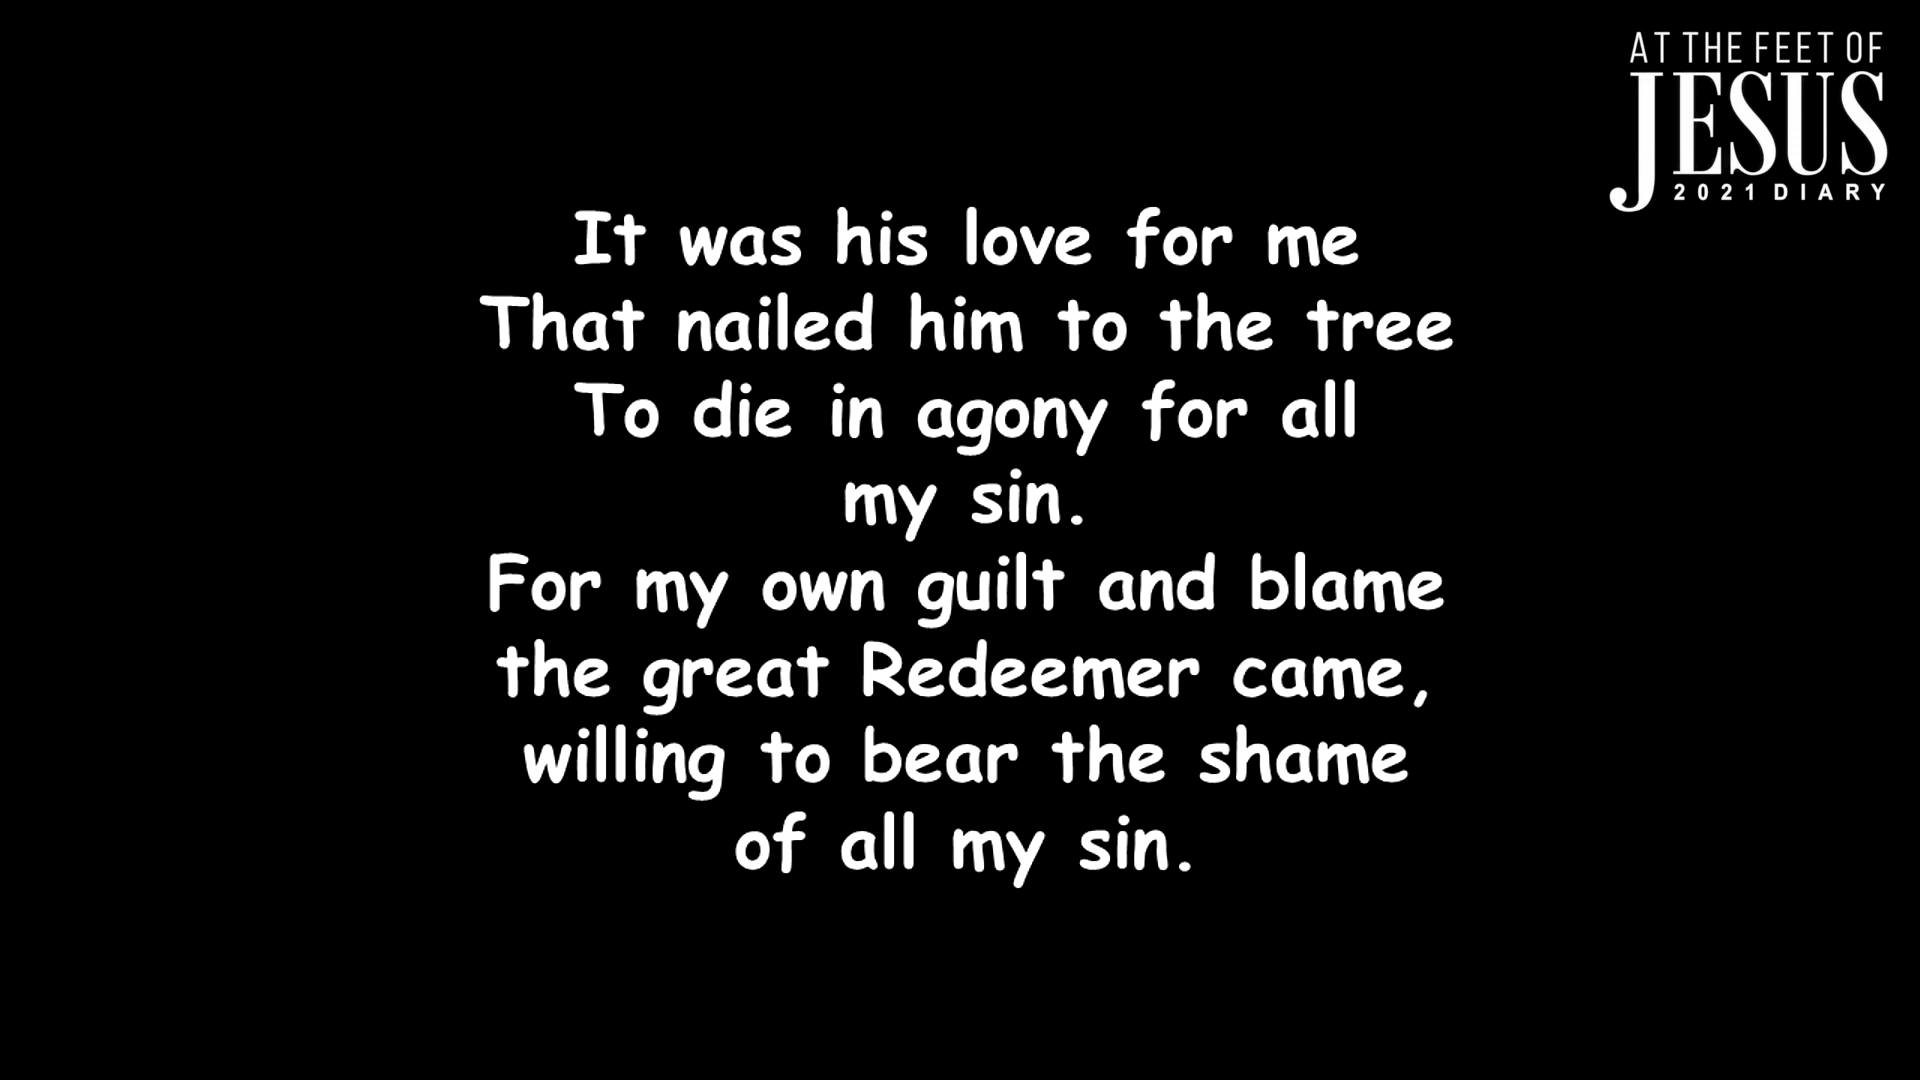 AT THE FEET OF
JESUS
2021 DIARY
It was his love for me
That nailed him to the tree
To die in agony for all
my sin.
For my own guilt and blame
the great Redeemer came,
willing to bear the shame
of all my sin.